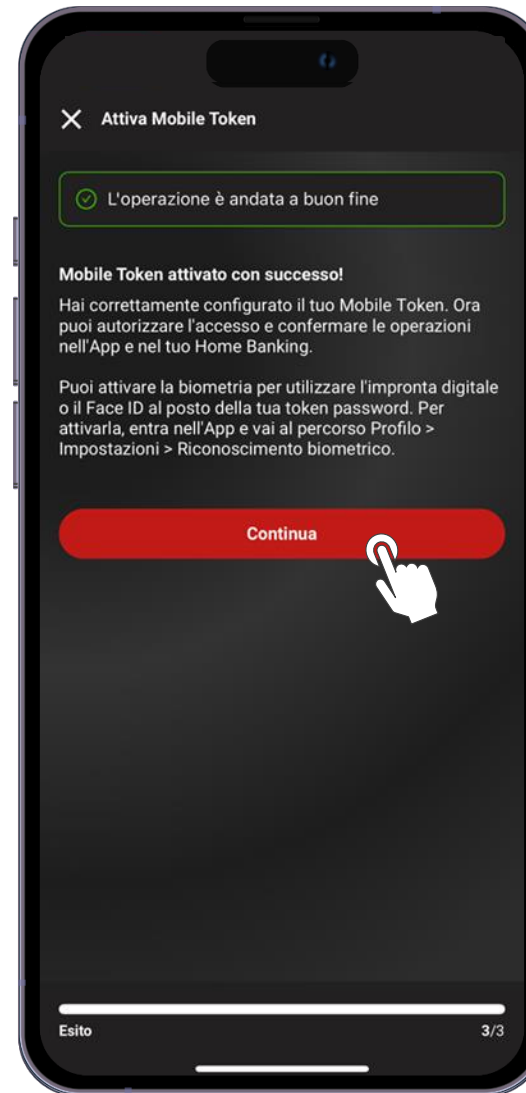 Attiva Mobile Token
L'operazione è andata a buon fine
Mobile Token attivato con successo!
Hai correttamente configurato il tuo Mobile Token. Ora
puoi autorizzare l'accesso e confermare le operazioni
nell'App e nel tuo Home Banking.
Puoi attivare la biometria per utilizzare l'impronta digitale
o il Face ID al posto della tua token password. Per
attivarla, entra nell'App e vai al percorso Profilo >
Impostazioni > Riconoscimento biometrico.
Continua
Esito 3/3